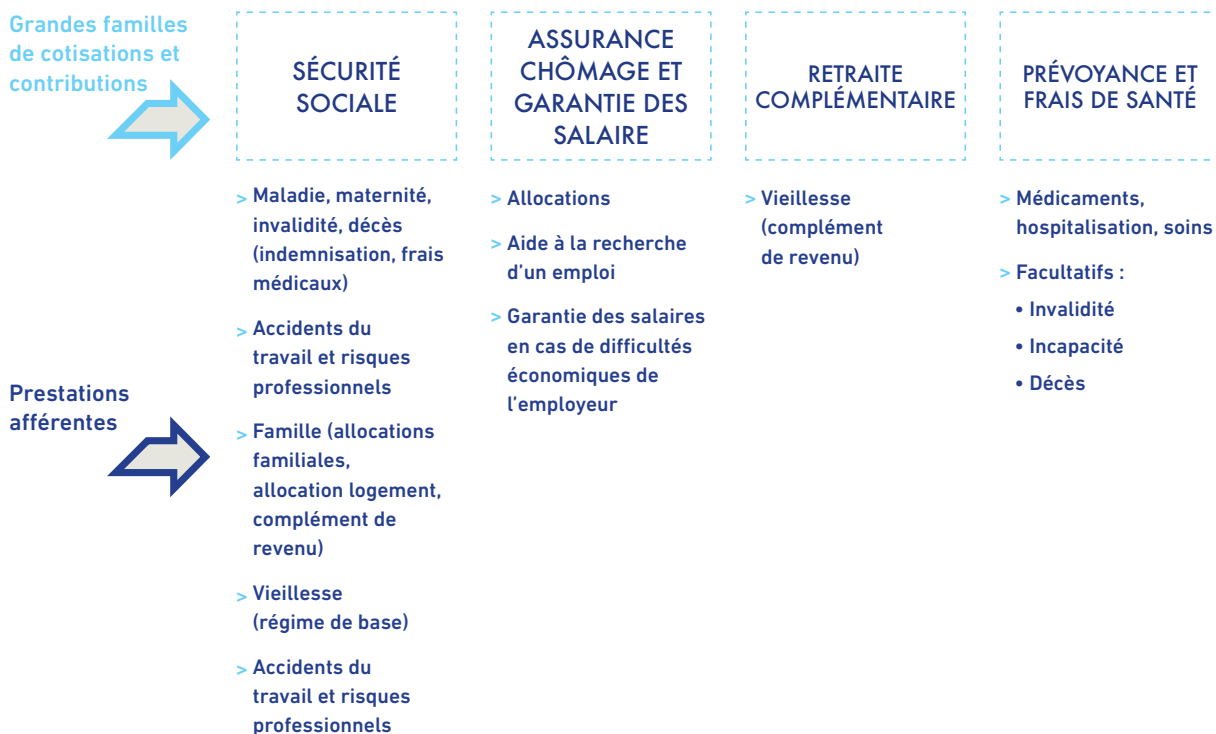 Grandes familles
de cotisations et
contributions
SÉCURITÉ
SOCIALE
ASSURANCE
CHÔMAGE ET
GARANTIE DES
SALAIRE
RETRAITE
COMPLÉMENTAIRE
PRÉVOYANCE ET
FRAIS DE SANTÉ
Prestations
afférentes
> Maladie, maternité,
invalidité, décès
(indemnisation, frais
médicaux)
> Accidents du
travail et risques
professionnels
> Famille (allocations
familiales,
allocation logement,
complément de
revenu)
> Vieillesse
(régime de base)
> Accidents du
travail et risques
professionnels
> Allocations
> Aide à la recherche
d’un emploi
> Garantie des salaires
en cas de difficultés
économiques de
l’employeur
> Vieillesse
(complément
de revenu)
> Médicaments,
hospitalisation, soins
> Facultatifs :
• Invalidité
• Incapacité
• Décès